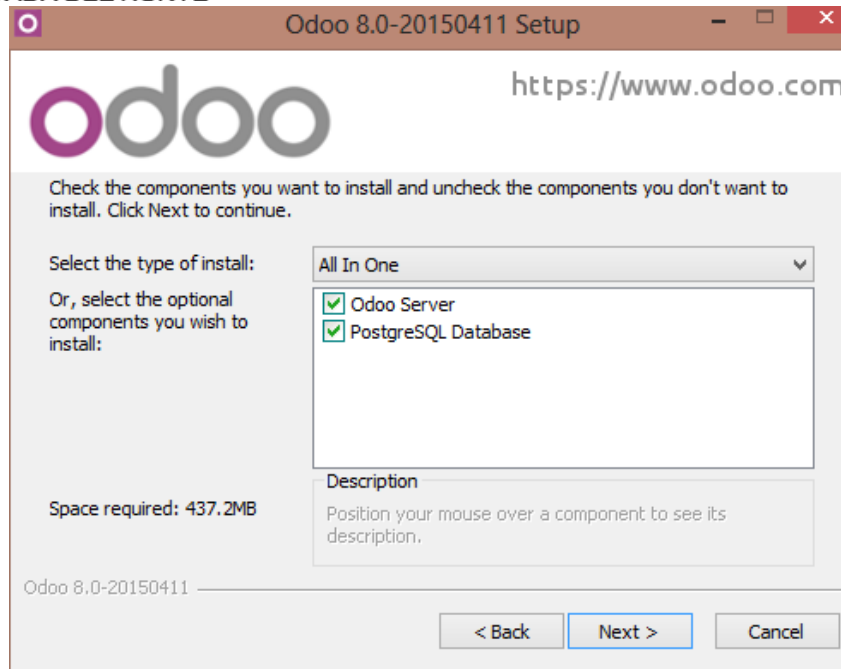 Odoo 8.0-20150411 Setup
odoo
https://www.odoo.com
Check the components you want to install and uncheck the components you don't want to
install. Click Next to continue.
Select the type of install:
All In One
Or, select the optional
components you wish to
install:
Odoo Server
PostgreSQL Database
Space required: 437.2MB
Description
Position your mouse over a component to see its
description.
Odoo 8.0-20150411
< Back
Next >
Cancel